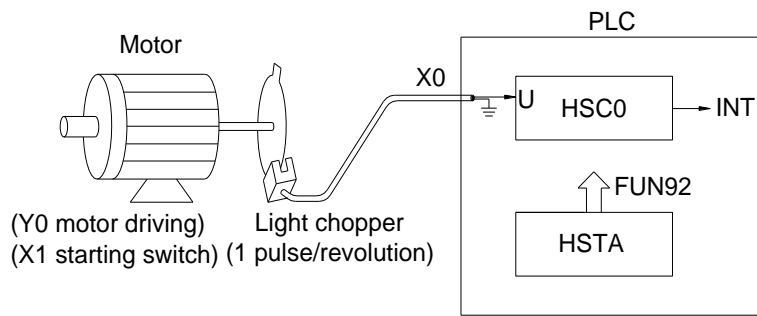 PLC
Motor
X0
U
HSC0
INT
FUN92
HSTA
(Y0 motor driving)
(X1 starting switch)
Light chopper
(1 pulse/revolution)